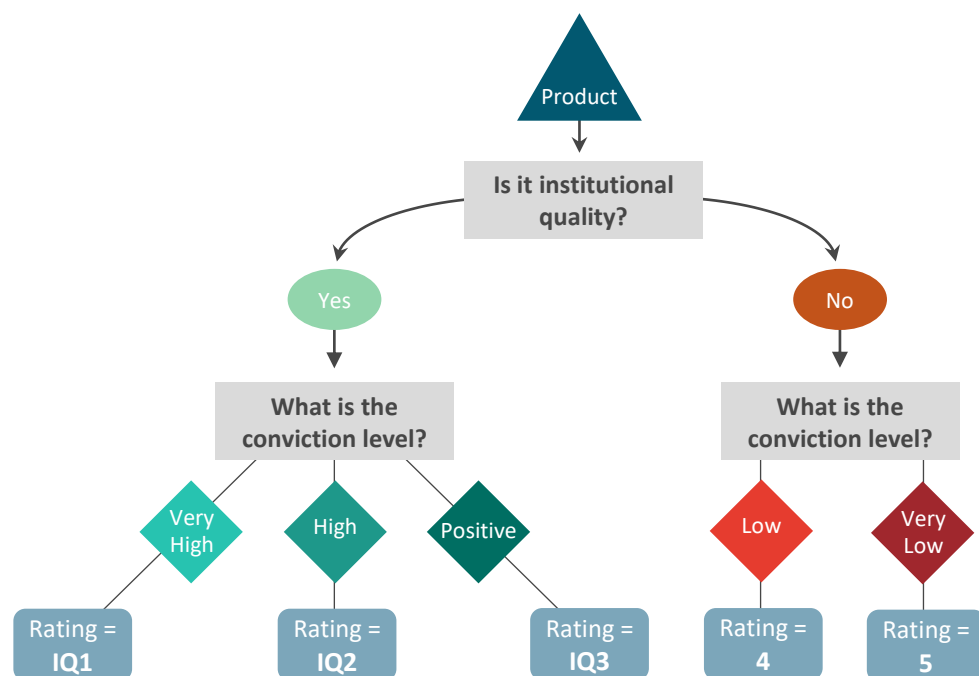 Product
Is it institutional
quality?
Yes
No
What is the
conviction level?
What is the
conviction level?
Very
High
High
Positive
Low
Very
Low
Rating =
IQ1
Rating =
IQ2
Rating =
IQ3
Rating =
4
Rating =
5